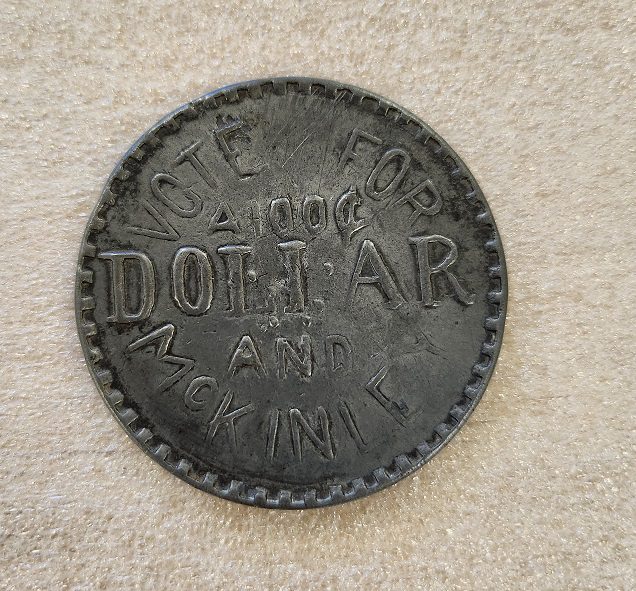 VOTE FOR
A 100¢
DOLLAR
AND
McKINLEY